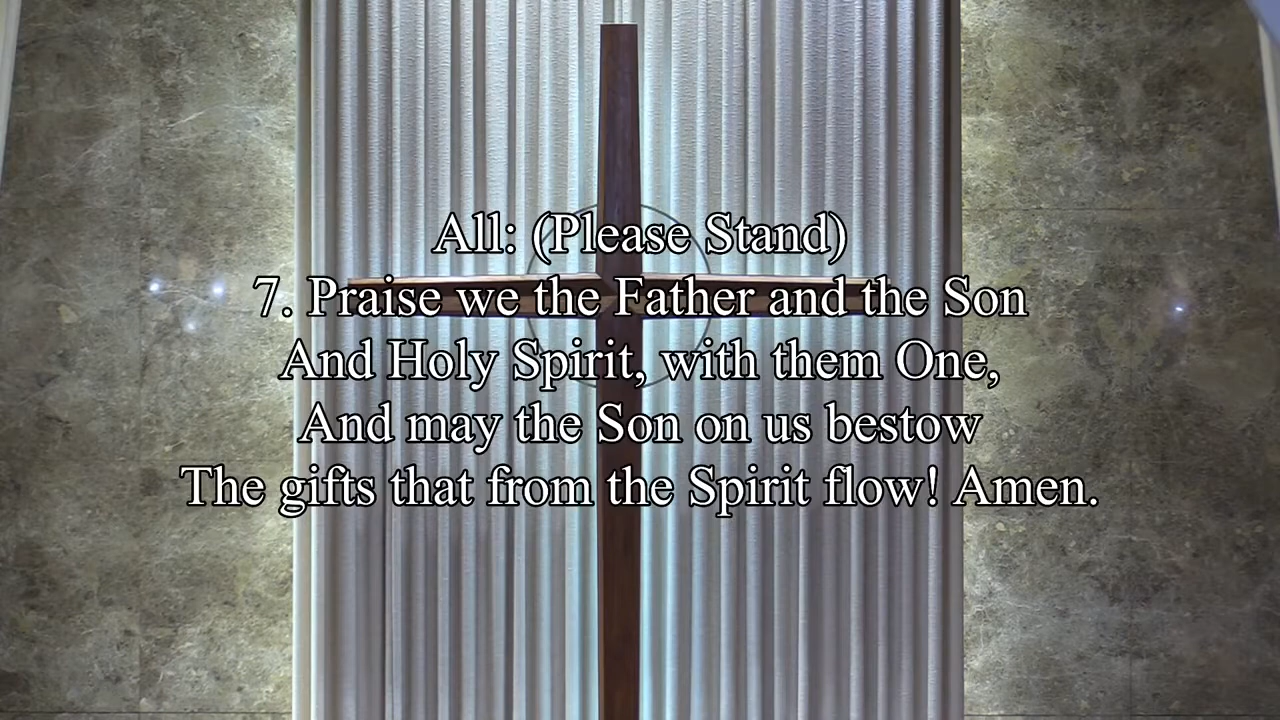 All: (Please Stand)
7. Praise we the Father and the Son
And Holy Spirit, with them One,
And may the Son on us bestow
The gifts that from the Spirit flow! Amen.